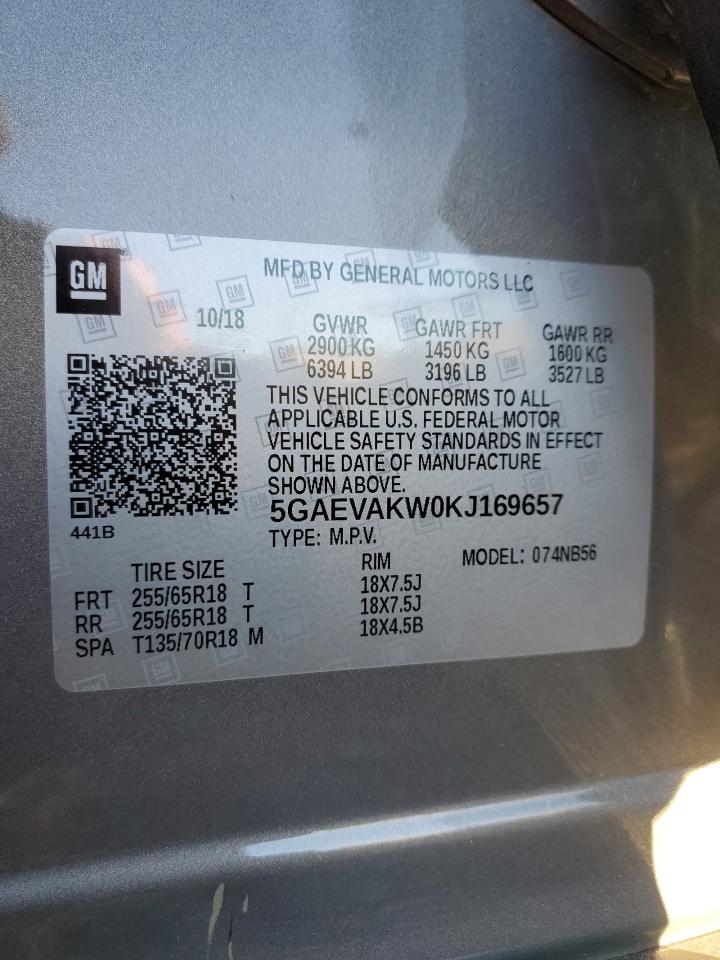 GM
MFD BY GENERAL MOTORS LLC
10/18 GVWR GAWR FRT GAWR RR
2900 KG 1450 KG 1600 KG
6394 LB 3196 LB 3527 LB
THIS VEHICLE CONFORMS TO ALL
APPLICABLE U.S. FEDERAL MOTOR
VEHICLE SAFETY STANDARDS IN EFFECT
ON THE DATE OF MANUFACTURE
SHOWN ABOVE.
441B
5GAEVAKW0KJ169657
TYPE: M.P.V.
TIRE SIZE RIM MODEL: 074NB56
FRT 255/65R18 T 18X7.5J
RR 255/65R18 T 18X7.5J
SPA T135/70R18 M 18X4.5B